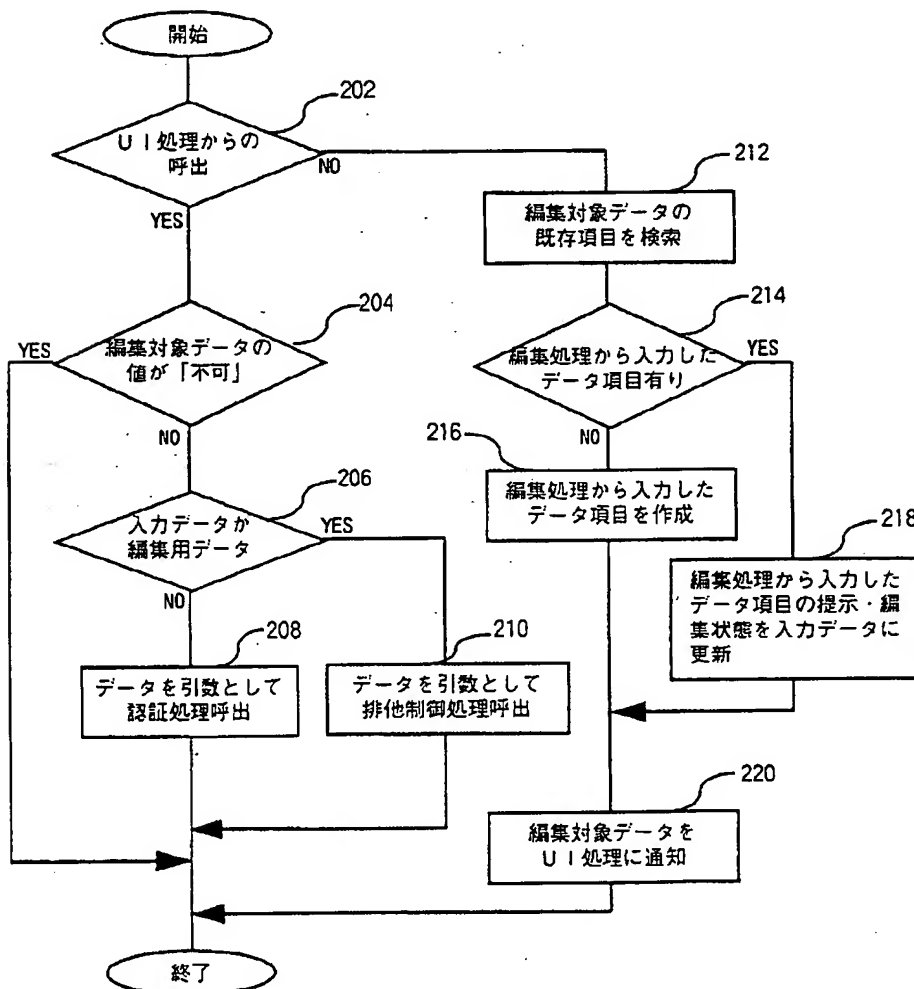 開始
202
UI処理からの
呼出
NO
YES
212
編集対象データの
既存項目を検索
204
YES
編集対象データの
値が「不可」
NO
214
編集処理から入力した
データ項目有り
YES
NO
206
入力データか
編集用データ
YES
NO
216
編集処理から入力した
データ項目を作成
218
編集処理から入力した
データ項目の提示・編
集状態を入力データに
更新
208
データを引数として
認証処理呼出
210
データを引数として
排他制御処理呼出
220
編集対象データを
UI処理に通知
終了